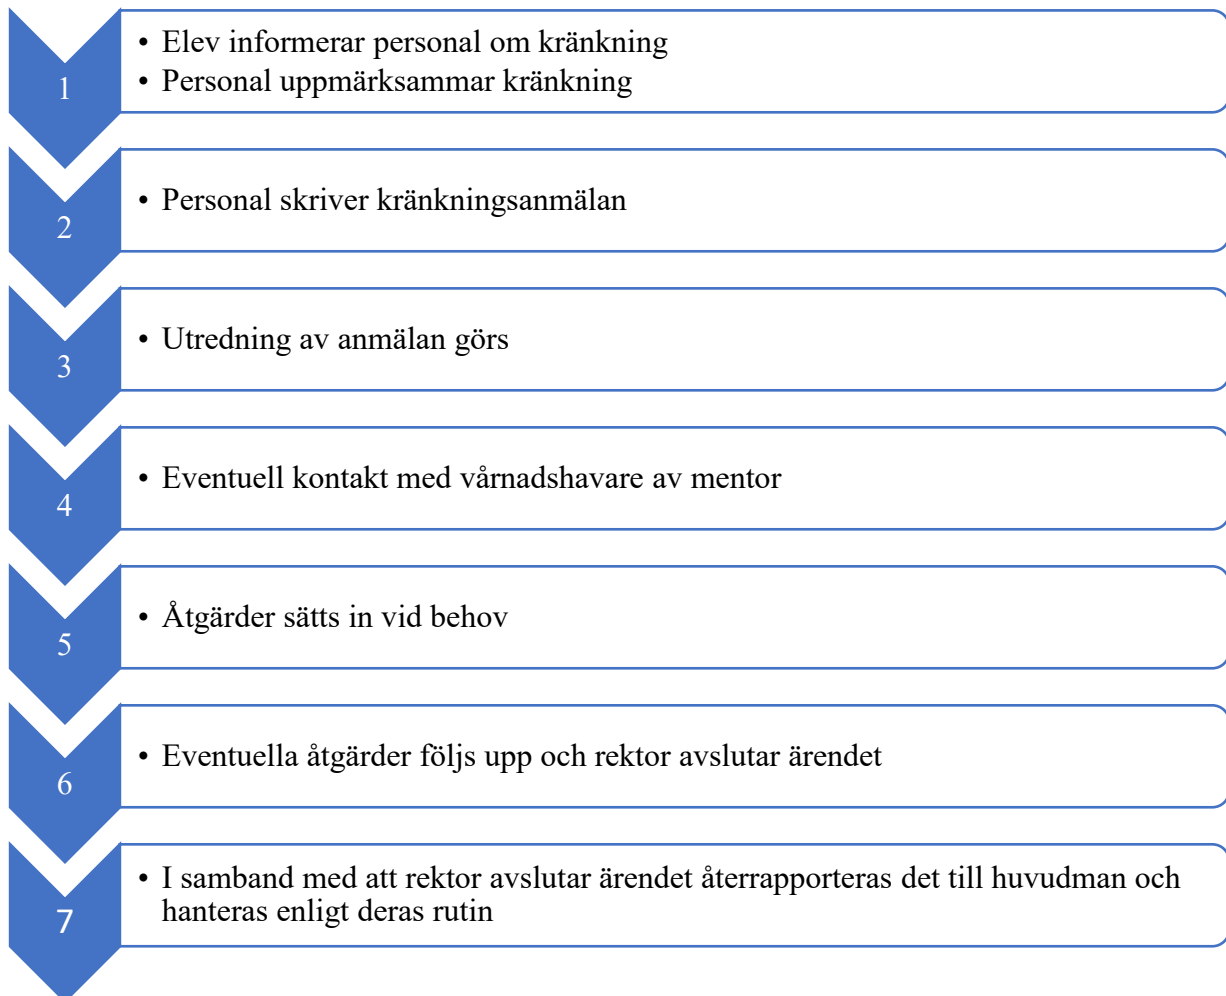 1
• Elev informerar personal om kränkning
• Personal uppmärksammar kränkning
2
• Personal skriver kränkningsanmälan
3
• Utredning av anmälan görs
4
• Eventuell kontakt med vårnadshavare av mentor
5
• Åtgärder sätts in vid behov
6
• Eventuella åtgärder följs upp och rektor avslutar ärendet
7
• I samband med att rektor avslutar ärendet återrapporteras det till huvudman och
hanteras enligt deras rutin